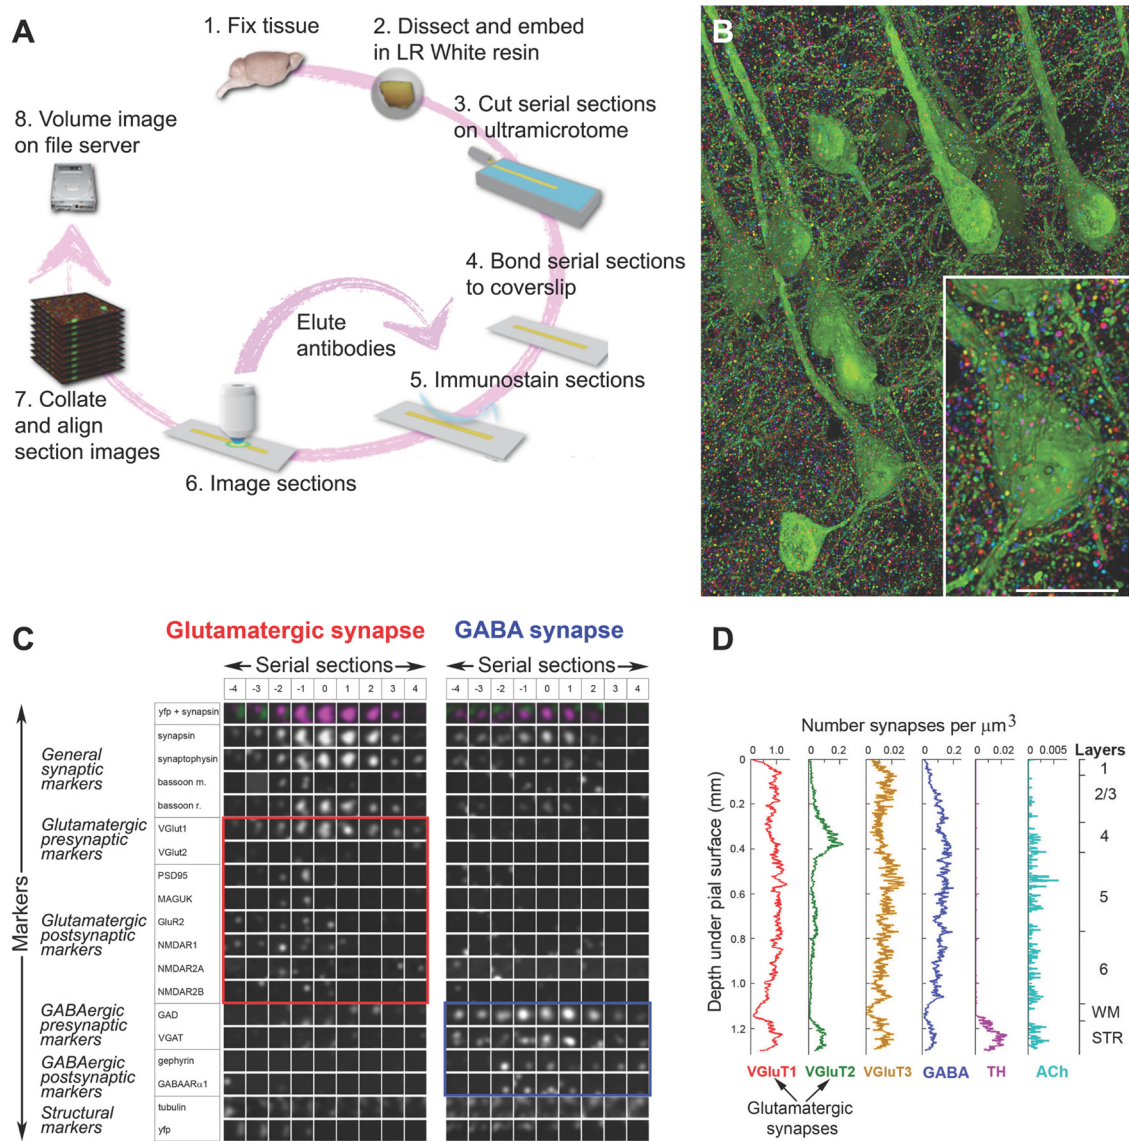 A
1. Fix tissue
2. Dissect and embed
in LR White resin
3. Cut serial sections
on ultramicrotome
4. Bond serial sections
to coverslip
5. Immunostain sections
6. Image sections
7. Collate
and align
section images
8. Volume image
on file server
Elute
antibodies
B
C
Glutamatergic synapse
GABA synapse
Serial sections
Serial sections
-4 -3 -2 -1 0 1 2 3 4
-4 -3 -2 -1 0 1 2 3 4
Markers
General
synaptic
markers
Glutamatergic
presynaptic
markers
Glutamatergic
postsynaptic
markers
GABAergic
presynaptic
markers
GABAergic
postsynaptic
markers
Structural
markers
yfp + synapsin
synapsin
synaptophysin
bassoon m.
bassoon r.
VGlut1
VGlut2
PSD95
MAGUK
GluR2
NMDAR1
NMDAR2A
NMDAR2B
GAD
VGAT
gephyrin
GABAARα1
tubulin
yfp
D
Number synapses per μm³
0 1.0 0 0.2 0 0.02 0 0.2 0 0.02 0 0.005
Layers
Depth under pial surface (mm)
0
0.2
0.4
0.6
0.8
1.0
1.2
1
2/3
4
5
6
WM
STR
VGluT1 VGluT2 VGluT3 GABA TH ACh
Glutamatergic
synapses